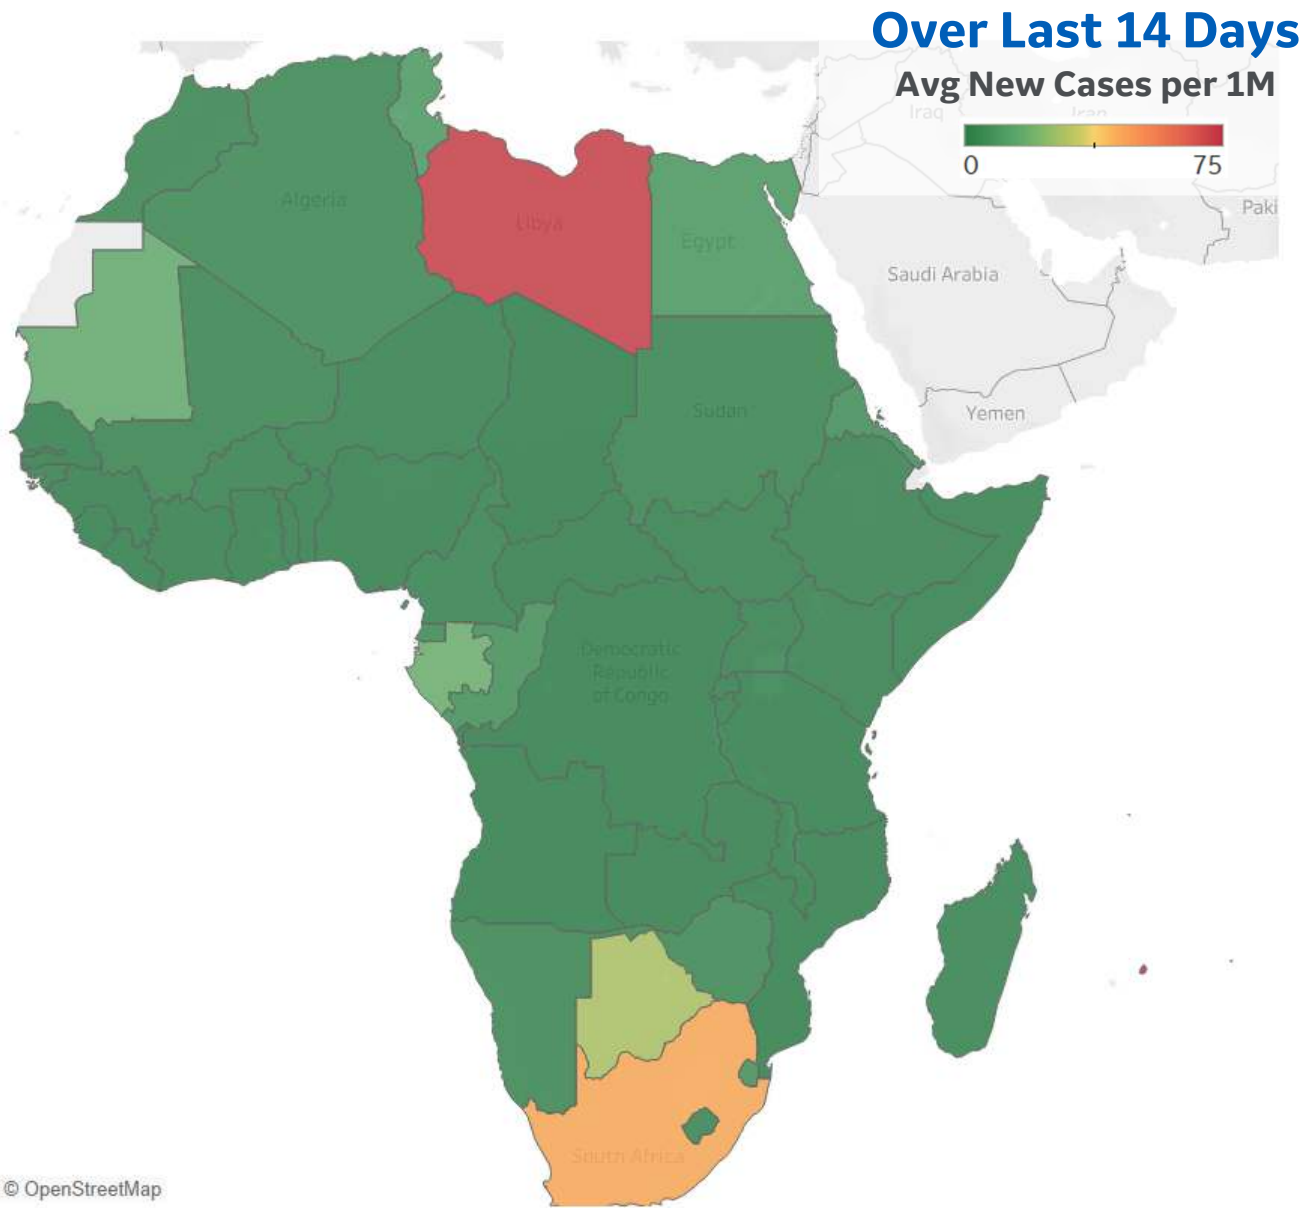 Over Last 14 Days
Avg New Cases per 1M
Iraq
Iran
0
75
Algeria
Libya
Egypt
Paki
Saudi Arabia
Sudan
Yemen
Democratic
Republic
of Congo
South Africa
© OpenStreetMap